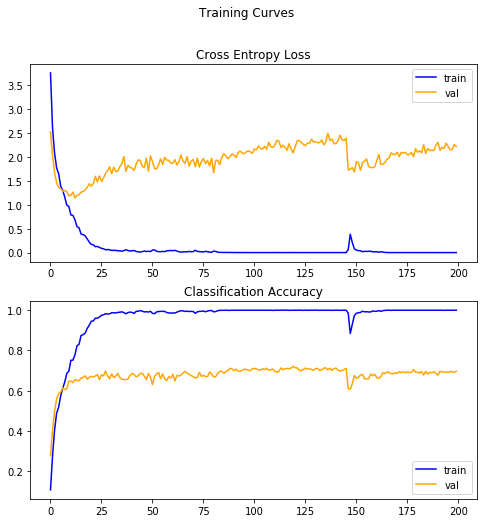 Training Curves
Cross Entropy Loss
3.5
3.0
2.5
2.0
1.5
1.0
0.5
0.0
train
val
0 25 50 75 100 125 150 175 200
Classification Accuracy
1.0
0.8
0.6
0.4
0.2
train
val
0 25 50 75 100 125 150 175 200